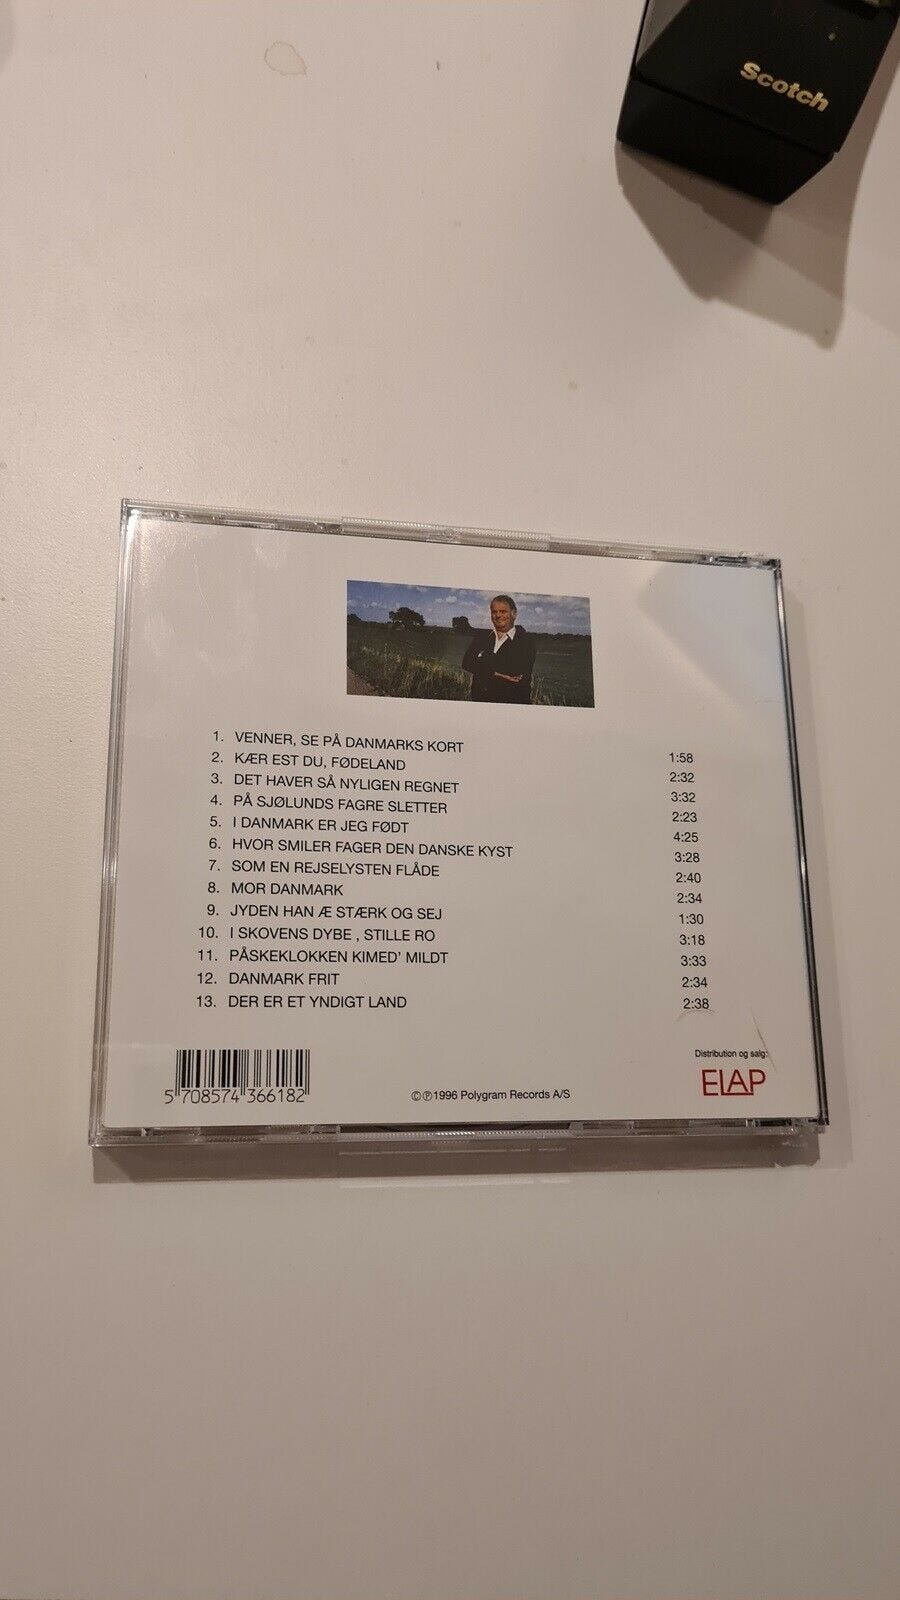 Scotch
1. VENNER, SE PÅ DANMARKS KORT 1:58
2. KÆR EST DU, FØDELAND 2:32
3. DET HAVER SÅ NYLIGEN REGNET 3:32
4. PÅ SJØLUNDS FAGRE SLETTER 2:23
5. I DANMARK ER JEG FØDT 4:25
6. HVOR SMILER FAGER DEN DANSKE KYST 3:28
7. SOM EN REJSELYSTEN FLÅDE 2:40
8. MOR DANMARK 2:34
9. JYDEN HAN Æ STÆRK OG SEJ 1:30
10. I SKOVENS DYBE , STILLE RO 3:18
11. PÅSKEKLOKKEN KIMED' MILDT 3:33
12. DANMARK FRIT 2:34
13. DER ER ET YNDIGT LAND 2:38
Distribution og salg:
ELAP
5 708574 366182
©℗1996 Polygram Records A/S